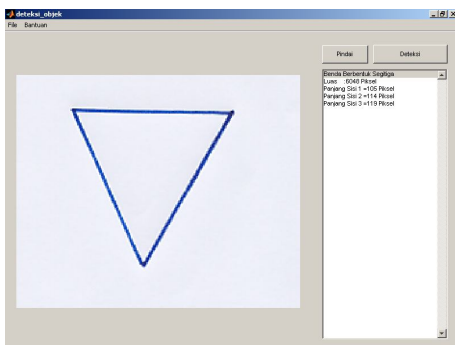 deteksi_objek
File Bantuan
Pindai Deteksi
Benda Berbentuk Segitiga
Luas :6048 Piksel
Panjang Sisi 1 =105 Piksel
Panjang Sisi 2 =114 Piksel
Panjang Sisi 3 =119 Piksel